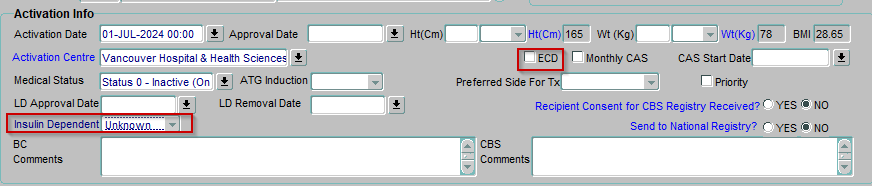 Activation Info
Activation Date 01-JUL-2024 00:00 Approval Date Ht(Cm) Ht(Cm) 165 Wt (Kg) Wt(Kg) 78 BMI 28.65
Activation Centre Vancouver Hospital & Health Sciences ECD Monthly CAS CAS Start Date
Medical Status Status 0 - Inactive (On ATG Induction Preferred Side For Tx Priority
LD Approval Date LD Removal Date Recipient Consent for CBS Registry Received? YES NO
Insulin Dependent Unknown Send to National Registry? YES NO
BC Comments CBS Comments